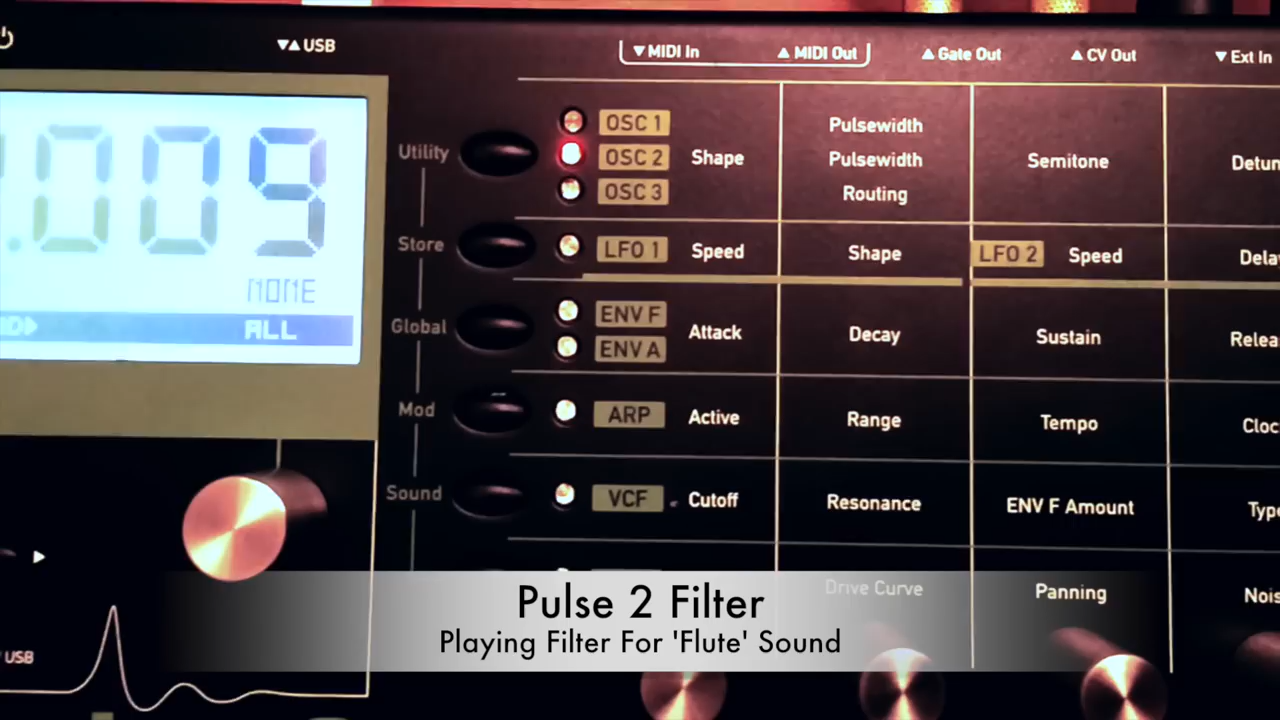 ▼▲ USB
▼ MIDI In ▲ MIDI Out ▲ Gate Out ▲ CV Out ▼ Ext In
OSC 1 Pulsewidth
Utility OSC 2 Shape Pulsewidth Semitone
OSC 3 Routing
009
Store LFO 1 Speed Shape LFO 2 Speed
NONE
ALL
Global ENV F Attack Decay Sustain
ENV A
Mod ARP Active Range Tempo
Sound VCF Cutoff Resonance ENV F Amount
Drive Curve Panning
Pulse 2 Filter
Playing Filter For 'Flute' Sound
USB